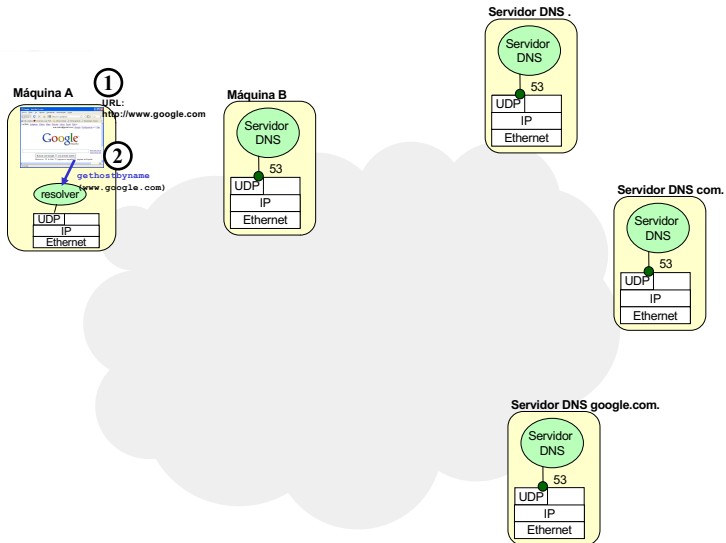 Servidor DNS .
Servidor
DNS
53
UDP
IP
Ethernet
Máquina A
1
URL:
http://www.google.com
Google
2
gethostbyname
(www.google.com)
resolver
UDP
IP
Ethernet
Máquina B
Servidor
DNS
53
UDP
IP
Ethernet
Servidor DNS com.
Servidor
DNS
53
UDP
IP
Ethernet
Servidor DNS google.com.
Servidor
DNS
53
UDP
IP
Ethernet